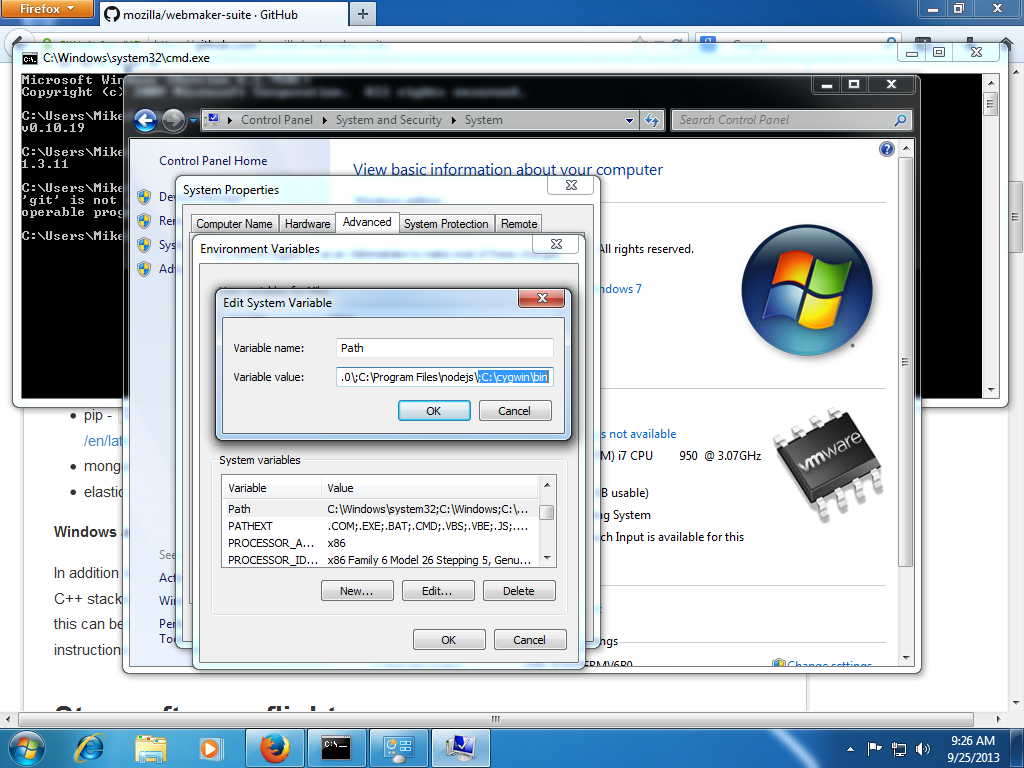 Firefox
mozilla/webmaker-suite · GitHub
C:\Windows\system32\cmd.exe
Microsoft Win
Copyright (c)
C:\Users\Mike
v0.10.19
C:\Users\Mike
1.3.11
C:\Users\Mike
'git' is not
operable prog
C:\Users\Mike
Control Panel
System and Security
System
Search Control Panel
Control Panel Home
De
Re
Sys
Ad
View basic information about your computer
All rights reserved.
ndows 7
s not available
M) i7 CPU 950 @ 3.07GHz
B usable)
ng System
ch Input is available for this
vmware
ngs
Change settings
See
Act
Win
Per
Too
System Properties
Computer Name
Hardware
Advanced
System Protection
Remote
Environment Variables
Edit System Variable
Variable name: Path
Variable value: .0\;C:\Program Files\nodejs\;C:\cygwin\bin
OK
Cancel
System variables
Variable Value
Path C:\Windows\system32;C:\Windows;C:\...
PATHEXT .COM;.EXE;.BAT;.CMD;.VBS;.VBE;.JS;....
PROCESSOR_A... x86
PROCESSOR_ID... x86 Family 6 Model 26 Stepping 5, Genu...
New...
Edit...
Delete
OK
Cancel
pip -
/en/lat
mong
elastic
Windows
In addition
C++ stack
this can be
instruction
9:26 AM
9/25/2013